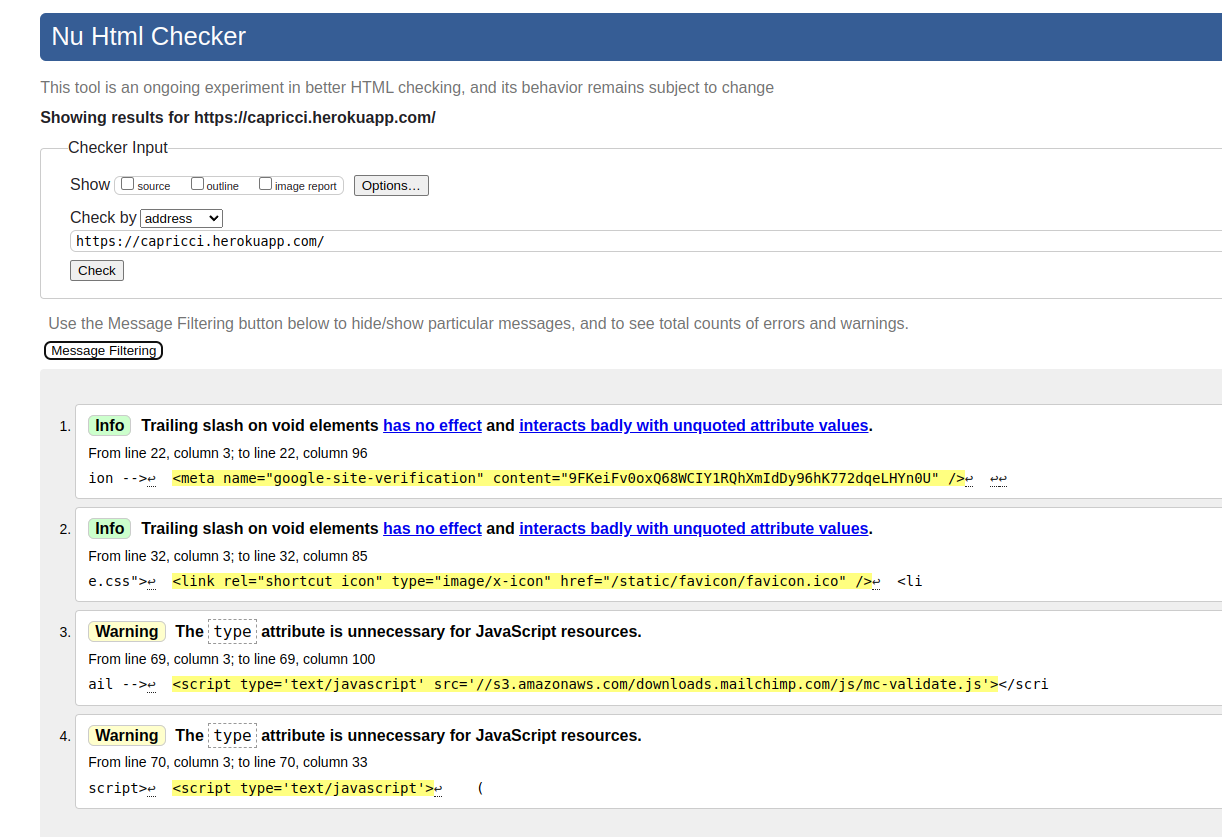 Nu Html Checker
This tool is an ongoing experiment in better HTML checking, and its behavior remains subject to change
Showing results for https://capricci.herokuapp.com/
Checker Input
Show source outline image report Options…
Check by address
https://capricci.herokuapp.com/
Check
Use the Message Filtering button below to hide/show particular messages, and to see total counts of errors and warnings.
Message Filtering
1. Info Trailing slash on void elements has no effect and interacts badly with unquoted attribute values.
From line 22, column 3; to line 22, column 96
ion -->↩ <meta name="google-site-verification" content="9FKeiFv0oxQ68WCIY1RQhXmIdDy96hK772dqeLHYn0U" />↩ ↩↩
2. Info Trailing slash on void elements has no effect and interacts badly with unquoted attribute values.
From line 32, column 3; to line 32, column 85
e.css">↩ <link rel="shortcut icon" type="image/x-icon" href="/static/favicon/favicon.ico" />↩ <li
3. Warning The type attribute is unnecessary for JavaScript resources.
From line 69, column 3; to line 69, column 100
ail -->↩ <script type='text/javascript' src='//s3.amazonaws.com/downloads.mailchimp.com/js/mc-validate.js'></scri
4. Warning The type attribute is unnecessary for JavaScript resources.
From line 70, column 3; to line 70, column 33
script>↩ <script type='text/javascript'>↩ (